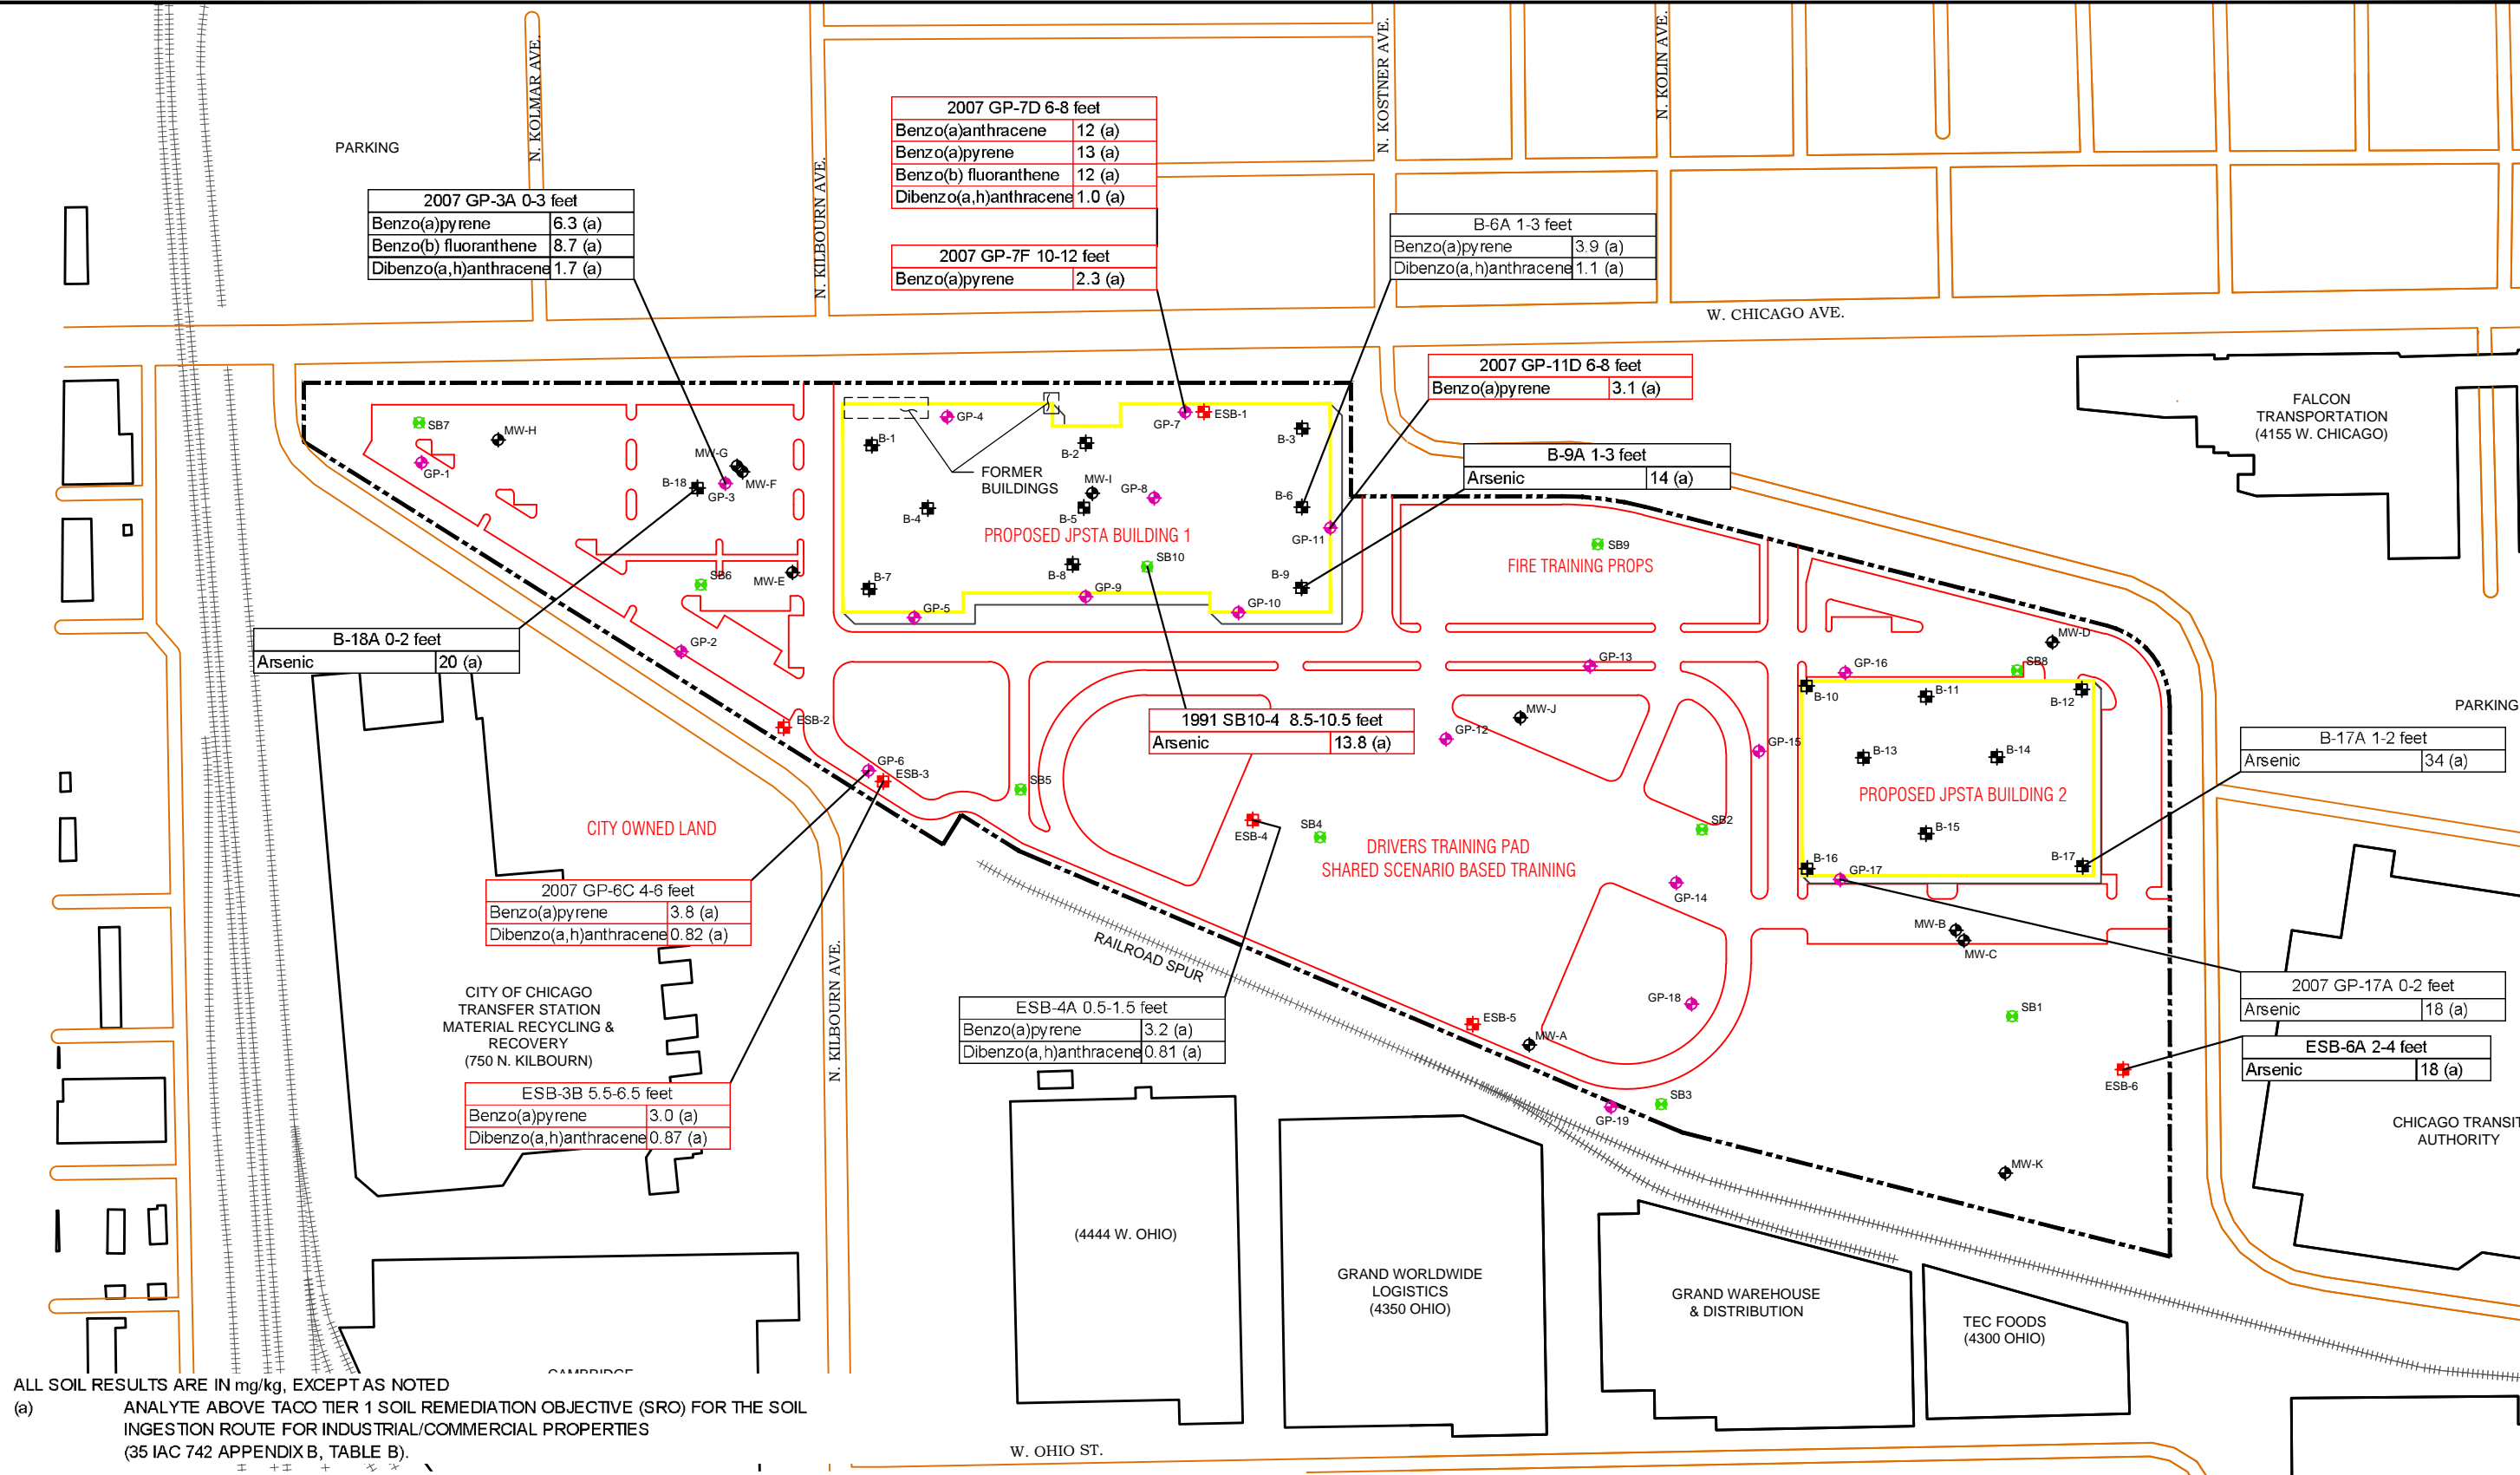 N. KOLMAR AVE.
N. KILBOURN AVE.
N. KOSTNER AVE.
N. KOLIN AVE.
PARKING
2007 GP-7D 6-8 feet
Benzo(a)anthracene 12 (a)
Benzo(a)pyrene 13 (a)
Benzo(b) fluoranthene 12 (a)
Dibenzo(a,h)anthracene 1.0 (a)
2007 GP-3A 0-3 feet
Benzo(a)pyrene 6.3 (a)
Benzo(b) fluoranthene 8.7 (a)
Dibenzo(a,h)anthracene 1.7 (a)
2007 GP-7F 10-12 feet
Benzo(a)pyrene 2.3 (a)
B-6A 1-3 feet
Benzo(a)pyrene 3.9 (a)
Dibenzo(a,h)anthracene 1.1 (a)
W. CHICAGO AVE.
2007 GP-11D 6-8 feet
Benzo(a)pyrene 3.1 (a)
FALCON
TRANSPORTATION
(4155 W. CHICAGO)
B-9A 1-3 feet
Arsenic 14 (a)
SB7
MW-H
GP-1
MW-G
MW-F
B-18
GP-3
GP-4
GP-7
ESB-1
B-1
B-2
B-3
FORMER
BUILDINGS
MW-I
GP-8
B-4
B-5
B-6
GP-11
PROPOSED JPSTA BUILDING 1
SB10
B-7
B-8
B-9
GP-9
GP-5
GP-10
SB9
FIRE TRAINING PROPS
SB6
MW-E
GP-2
B-18A 0-2 feet
Arsenic 20 (a)
MW-D
GP-13
GP-16
SB8
B-10
B-11
B-12
ESB-2
1991 SB10-4 8.5-10.5 feet
Arsenic 13.8 (a)
MW-J
GP-12
GP-15
B-13
B-14
PARKING
B-17A 1-2 feet
Arsenic 34 (a)
GP-6
ESB-3
SB5
PROPOSED JPSTA BUILDING 2
CITY OWNED LAND
ESB-4
SB4
SB2
B-15
DRIVERS TRAINING PAD
SHARED SCENARIO BASED TRAINING
B-16
GP-17
B-17
GP-14
2007 GP-6C 4-6 feet
Benzo(a)pyrene 3.8 (a)
Dibenzo(a,h)anthracene 0.82 (a)
RAILROAD SPUR
MW-B
MW-C
N. KILBOURN AVE.
CITY OF CHICAGO
TRANSFER STATION
MATERIAL RECYCLING &
RECOVERY
(750 N. KILBOURN)
ESB-4A 0.5-1.5 feet
Benzo(a)pyrene 3.2 (a)
Dibenzo(a,h)anthracene 0.81 (a)
GP-18
ESB-5
MW-A
SB1
2007 GP-17A 0-2 feet
Arsenic 18 (a)
ESB-6A 2-4 feet
Arsenic 18 (a)
ESB-6
ESB-3B 5.5-6.5 feet
Benzo(a)pyrene 3.0 (a)
Dibenzo(a,h)anthracene 0.87 (a)
SB3
GP-19
CHICAGO TRANSIT
AUTHORITY
MW-K
(4444 W. OHIO)
GRAND WORLDWIDE
LOGISTICS
(4350 OHIO)
GRAND WAREHOUSE
& DISTRIBUTION
TEC FOODS
(4300 OHIO)
CAMBRIDGE
ALL SOIL RESULTS ARE IN mg/kg, EXCEPT AS NOTED
(a) ANALYTE ABOVE TACO TIER 1 SOIL REMEDIATION OBJECTIVE (SRO) FOR THE SOIL
INGESTION ROUTE FOR INDUSTRIAL/COMMERCIAL PROPERTIES
(35 IAC 742 APPENDIX B, TABLE B).
W. OHIO ST.